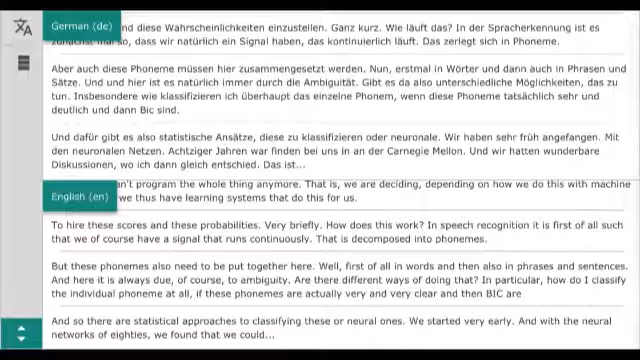 German (de)
nd diese Wahrscheinlichkeiten einzustellen. Ganz kurz. Wie läuft das? In der Spracherkennung ist es
zunächst mal so, dass wir natürlich ein Signal haben, das kontinuierlich läuft. Das zerlegt sich in Phoneme.
Aber auch diese Phoneme müssen hier zusammengesetzt werden. Nun, erstmal in Wörter und dann auch in Phrasen und
Sätze. Und und hier ist es natürlich immer durch die Ambiguität. Gibt es da also unterschiedliche Möglichkeiten, das zu
tun. Insbesondere wie klassifizieren ich überhaupt das einzelne Phonem, wenn diese Phoneme tatsächlich sehr und
deutlich und dann Bic sind.
Und dafür gibt es also statistische Ansätze, diese zu klassifizieren oder neuronale. Wir haben sehr früh angefangen. Mit
den neuronalen Netzen. Achtziger Jahren war finden bei uns in an der Carnegie Mellon. Und wir hatten wunderbare
Diskussionen, wo ich dann gleich entschied. Das ist...
English (en)
an't program the whole thing anymore. That is, we are deciding, depending on how we do this with machine
we thus have learning systems that do this for us.
To hire these scores and these probabilities. Very briefly. How does this work? In speech recognition it is first of all such
that we of course have a signal that runs continuously. That is decomposed into phonemes.
But these phonemes also need to be put together here. Well, first of all in words and then also in phrases and sentences.
And here it is always due, of course, to ambiguity. Are there different ways of doing that? In particular, how do I classify
the individual phoneme at all, if these phonemes are actually very and very clear and then BIC are
And so there are statistical approaches to classifying these or neural ones. We started very early. And with the neural
networks of eighties, we found that we could...